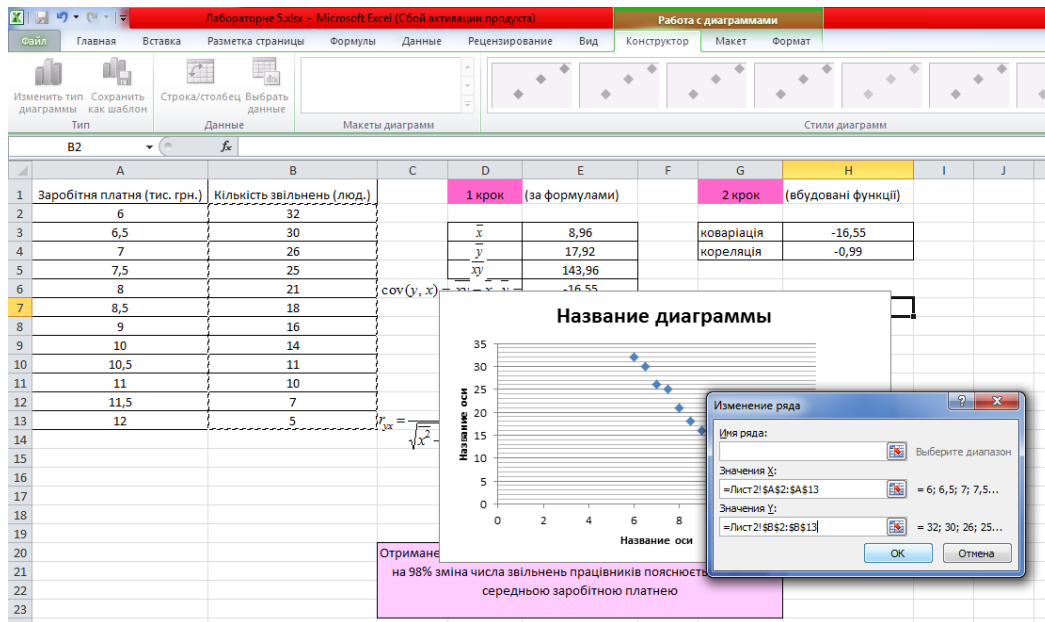 Лабораторне 5.xlsx - Microsoft Excel (Сбой активации продукта)
Работа с диаграммами
Файл Главная Вставка Разметка страницы Формулы Данные Рецензирование Вид Конструктор Макет Формат
Изменить тип диаграммы Сохранить как шаблон Строка/столбец Выбрать данные
Тип Данные Макеты диаграмм Стили диаграмм
B2 fx
A B C D E F G H I J
1 Заробітня платня (тис. грн.) Кількість звільнень (люд.) 1 крок (за формулами) 2 крок (вбудовані функції)
2 6 32
3 6,5 30 x̅ 8,96 коваріація -16,55
4 7 26 y̅ 17,92 кореляція -0,99
5 7,5 25 x̅y̅ 143,96
6 8 21 cov(y, x) = x̅y̅ − x̅ · y̅ = -16,55
7 8,5 18
8 9 16
9 10 14
10 10,5 11
11 11 10
12 11,5 7
13 12 5 r yx =
14 √x̅² −
15
16
17
18
19
20 Отримане
21 на 98% зміна числа звільнень працівників пояснюєт
22 середньою заробітною платнею
23
Название диаграммы
35
30
25
20
15
10
5
0
0 2 4 6 8
Название оси
Название оси
Изменение ряда
Имя ряда:
Выберите диапазон
Значения X:
=Лист2!$A$2:$A$13 = 6; 6,5; 7; 7,5...
Значения Y:
=Лист2!$B$2:$B$13 = 32; 30; 26; 25...
OK Отмена